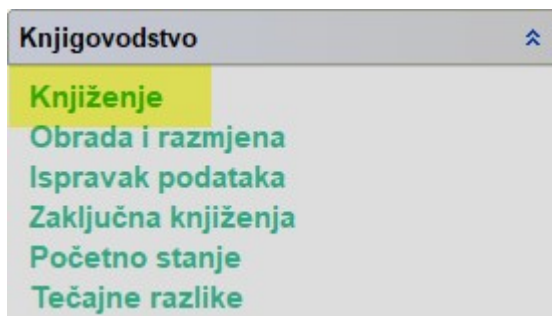 Knjigovodstvo
Knjiženje
Obrada i razmjena
Ispravak podataka
Zaključna knjiženja
Početno stanje
Tečajne razlike